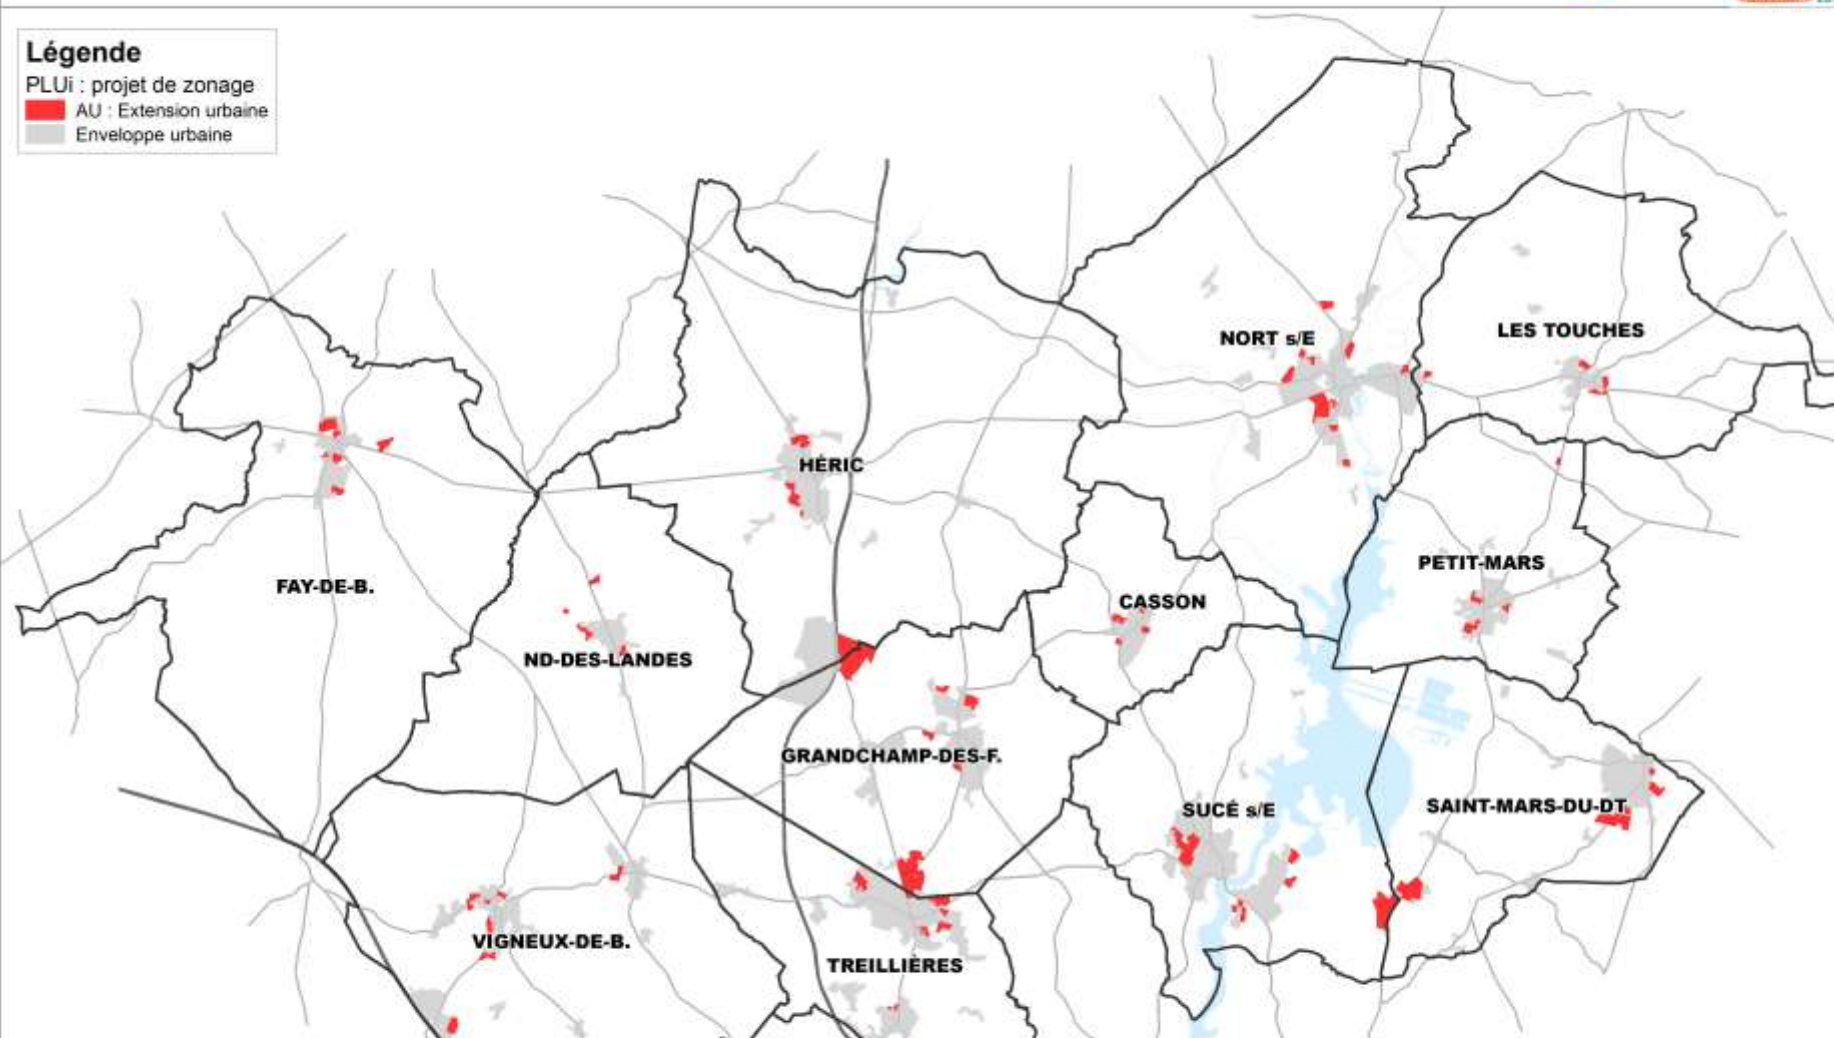 Légende
PLUi : projet de zonage
AU : Extension urbaine
Enveloppe urbaine
NORT s/E
LES TOUCHES
HÉRIC
PETIT-MARS
FAY-DE-B.
CASSON
ND-DES-LANDES
GRANDCHAMP-DES-F.
SUCÉ s/E
SAINT-MARS-DU-DT
VIGNEUX-DE-B.
TREILLIÈRES